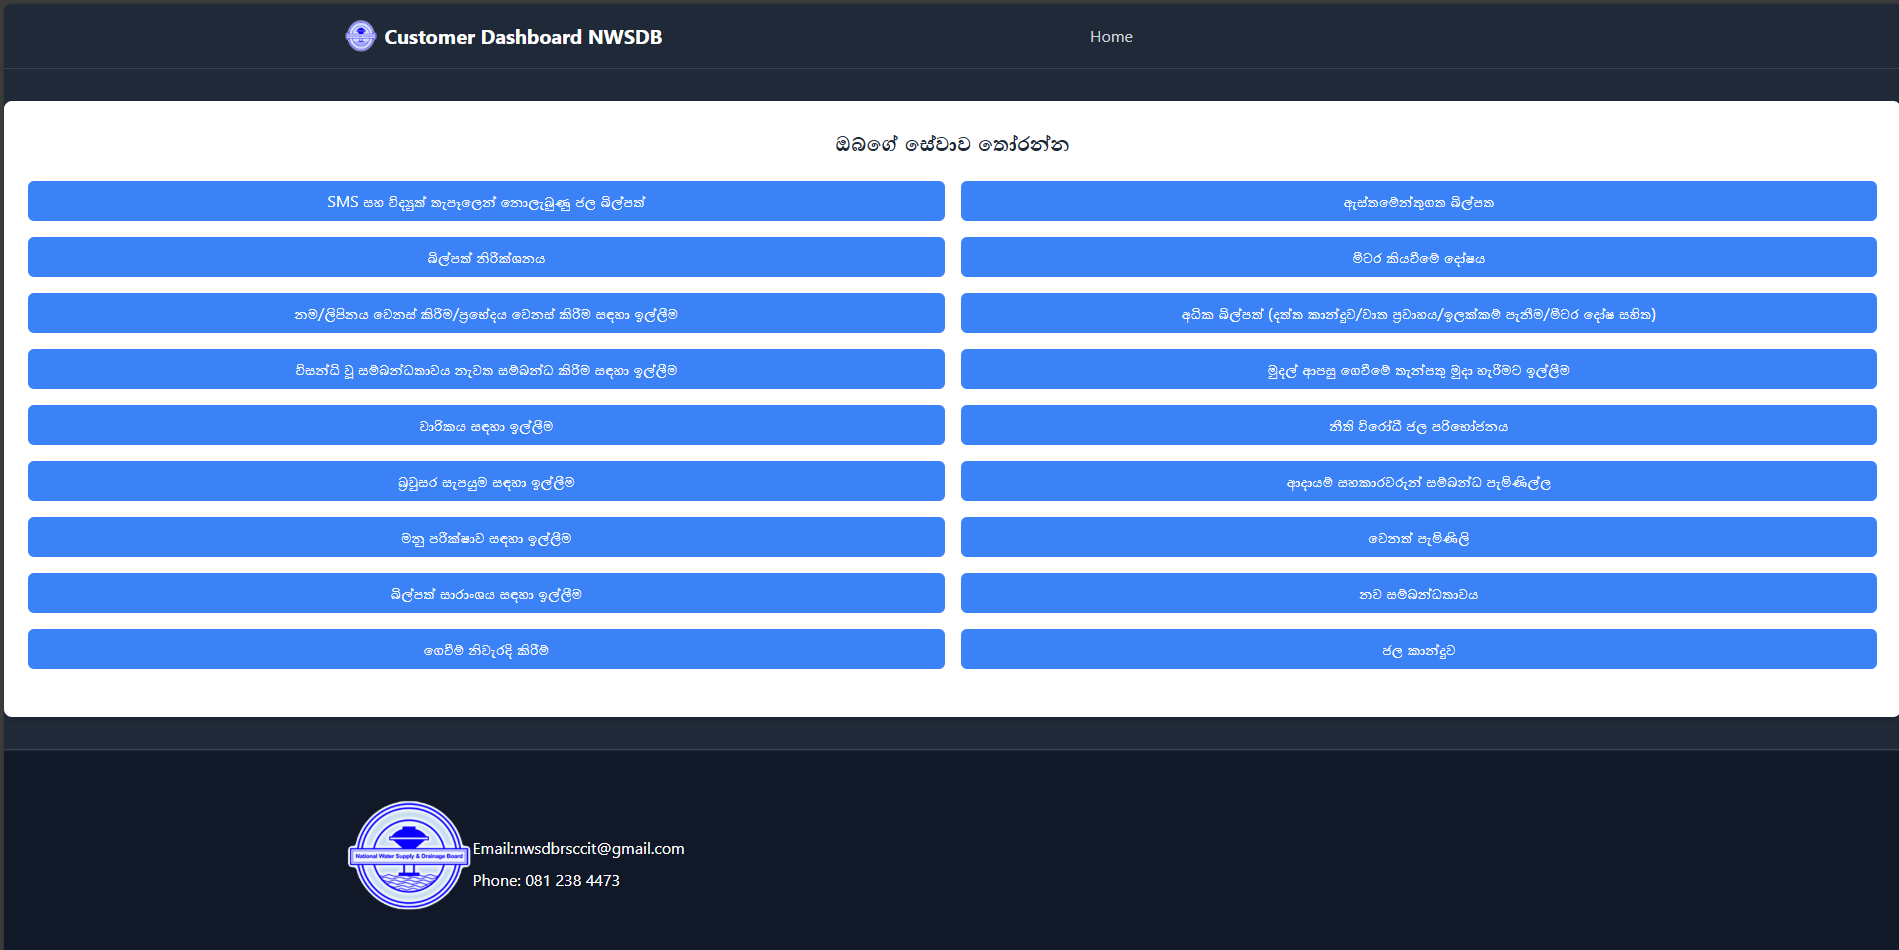 Customer Dashboard NWSDB
Home
ඔබගේ සේවාව තෝරන්න
SMS සහ විද්‍යුත් තැපෑලෙන් නොලැබුණු ජල බිල්පත්
ඇස්තමේන්තුගත බිල්පත
බිල්පත් නිරීක්ශනය
මීටර කියවීමේ දෝෂය
නම/ලිපිනය වෙනස් කිරීම/ප්‍රභේදය වෙනස් කිරීම සඳහා ඉල්ලීම
අධික බිල්පත් (දත්ත කාන්දුව/වාත ප්‍රවාහය/ඉලක්කම් පැනීම/මීටර දෝෂ සහිත)
විසන්ධි වූ සම්බන්ධතාවය නැවත සම්බන්ධ කිරීම සඳහා ඉල්ලීම
මුදල් ආපසු ගෙවීමේ තැන්පතු මුදා හැරීමට ඉල්ලීම
වාරිකය සඳහා ඉල්ලීම
නීති විරෝධී ජල පරිභෝජනය
බ්‍රවුසර සැපයුම සඳහා ඉල්ලීම
ආදායම් සහකාරවරුන් සම්බන්ධ පැමිණිල්ල
මනු පරීක්ෂාව සඳහා ඉල්ලීම
වෙනත් පැමිණිලි
බිල්පත් සාරාංශය සඳහා ඉල්ලීම
නව සම්බන්ධතාවය
ගෙවීම් නිවැරදි කිරීම්
ජල කාන්දුව
National Water Supply & Drainage Board
Email:nwsdbrsccit@gmail.com
Phone: 081 238 4473